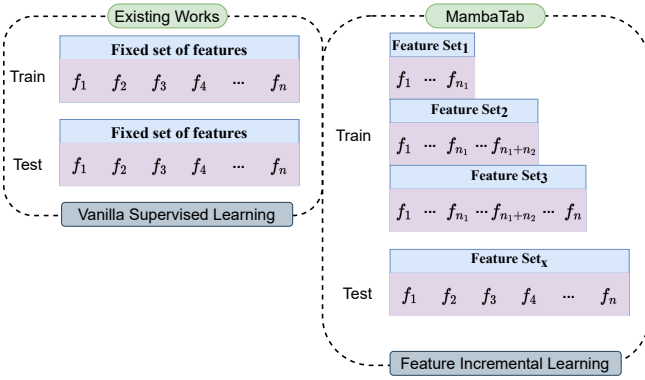 Existing Works
Fixed set of features
Train
f₁ f₂ f₃ f₄ ... fₙ
Fixed set of features
Test
f₁ f₂ f₃ f₄ ... fₙ
Vanilla Supervised Learning
MambaTab
Feature Set₁
f₁ ... fₙ₁
Feature Set₂
Train
f₁ ... fₙ₁ ... fₙ₁₊ₙ₂
Feature Set₃
f₁ ... fₙ₁ ... fₙ₁₊ₙ₂ ... fₙ
Feature Setₓ
Test
f₁ f₂ f₃ f₄ ... fₙ
Feature Incremental Learning